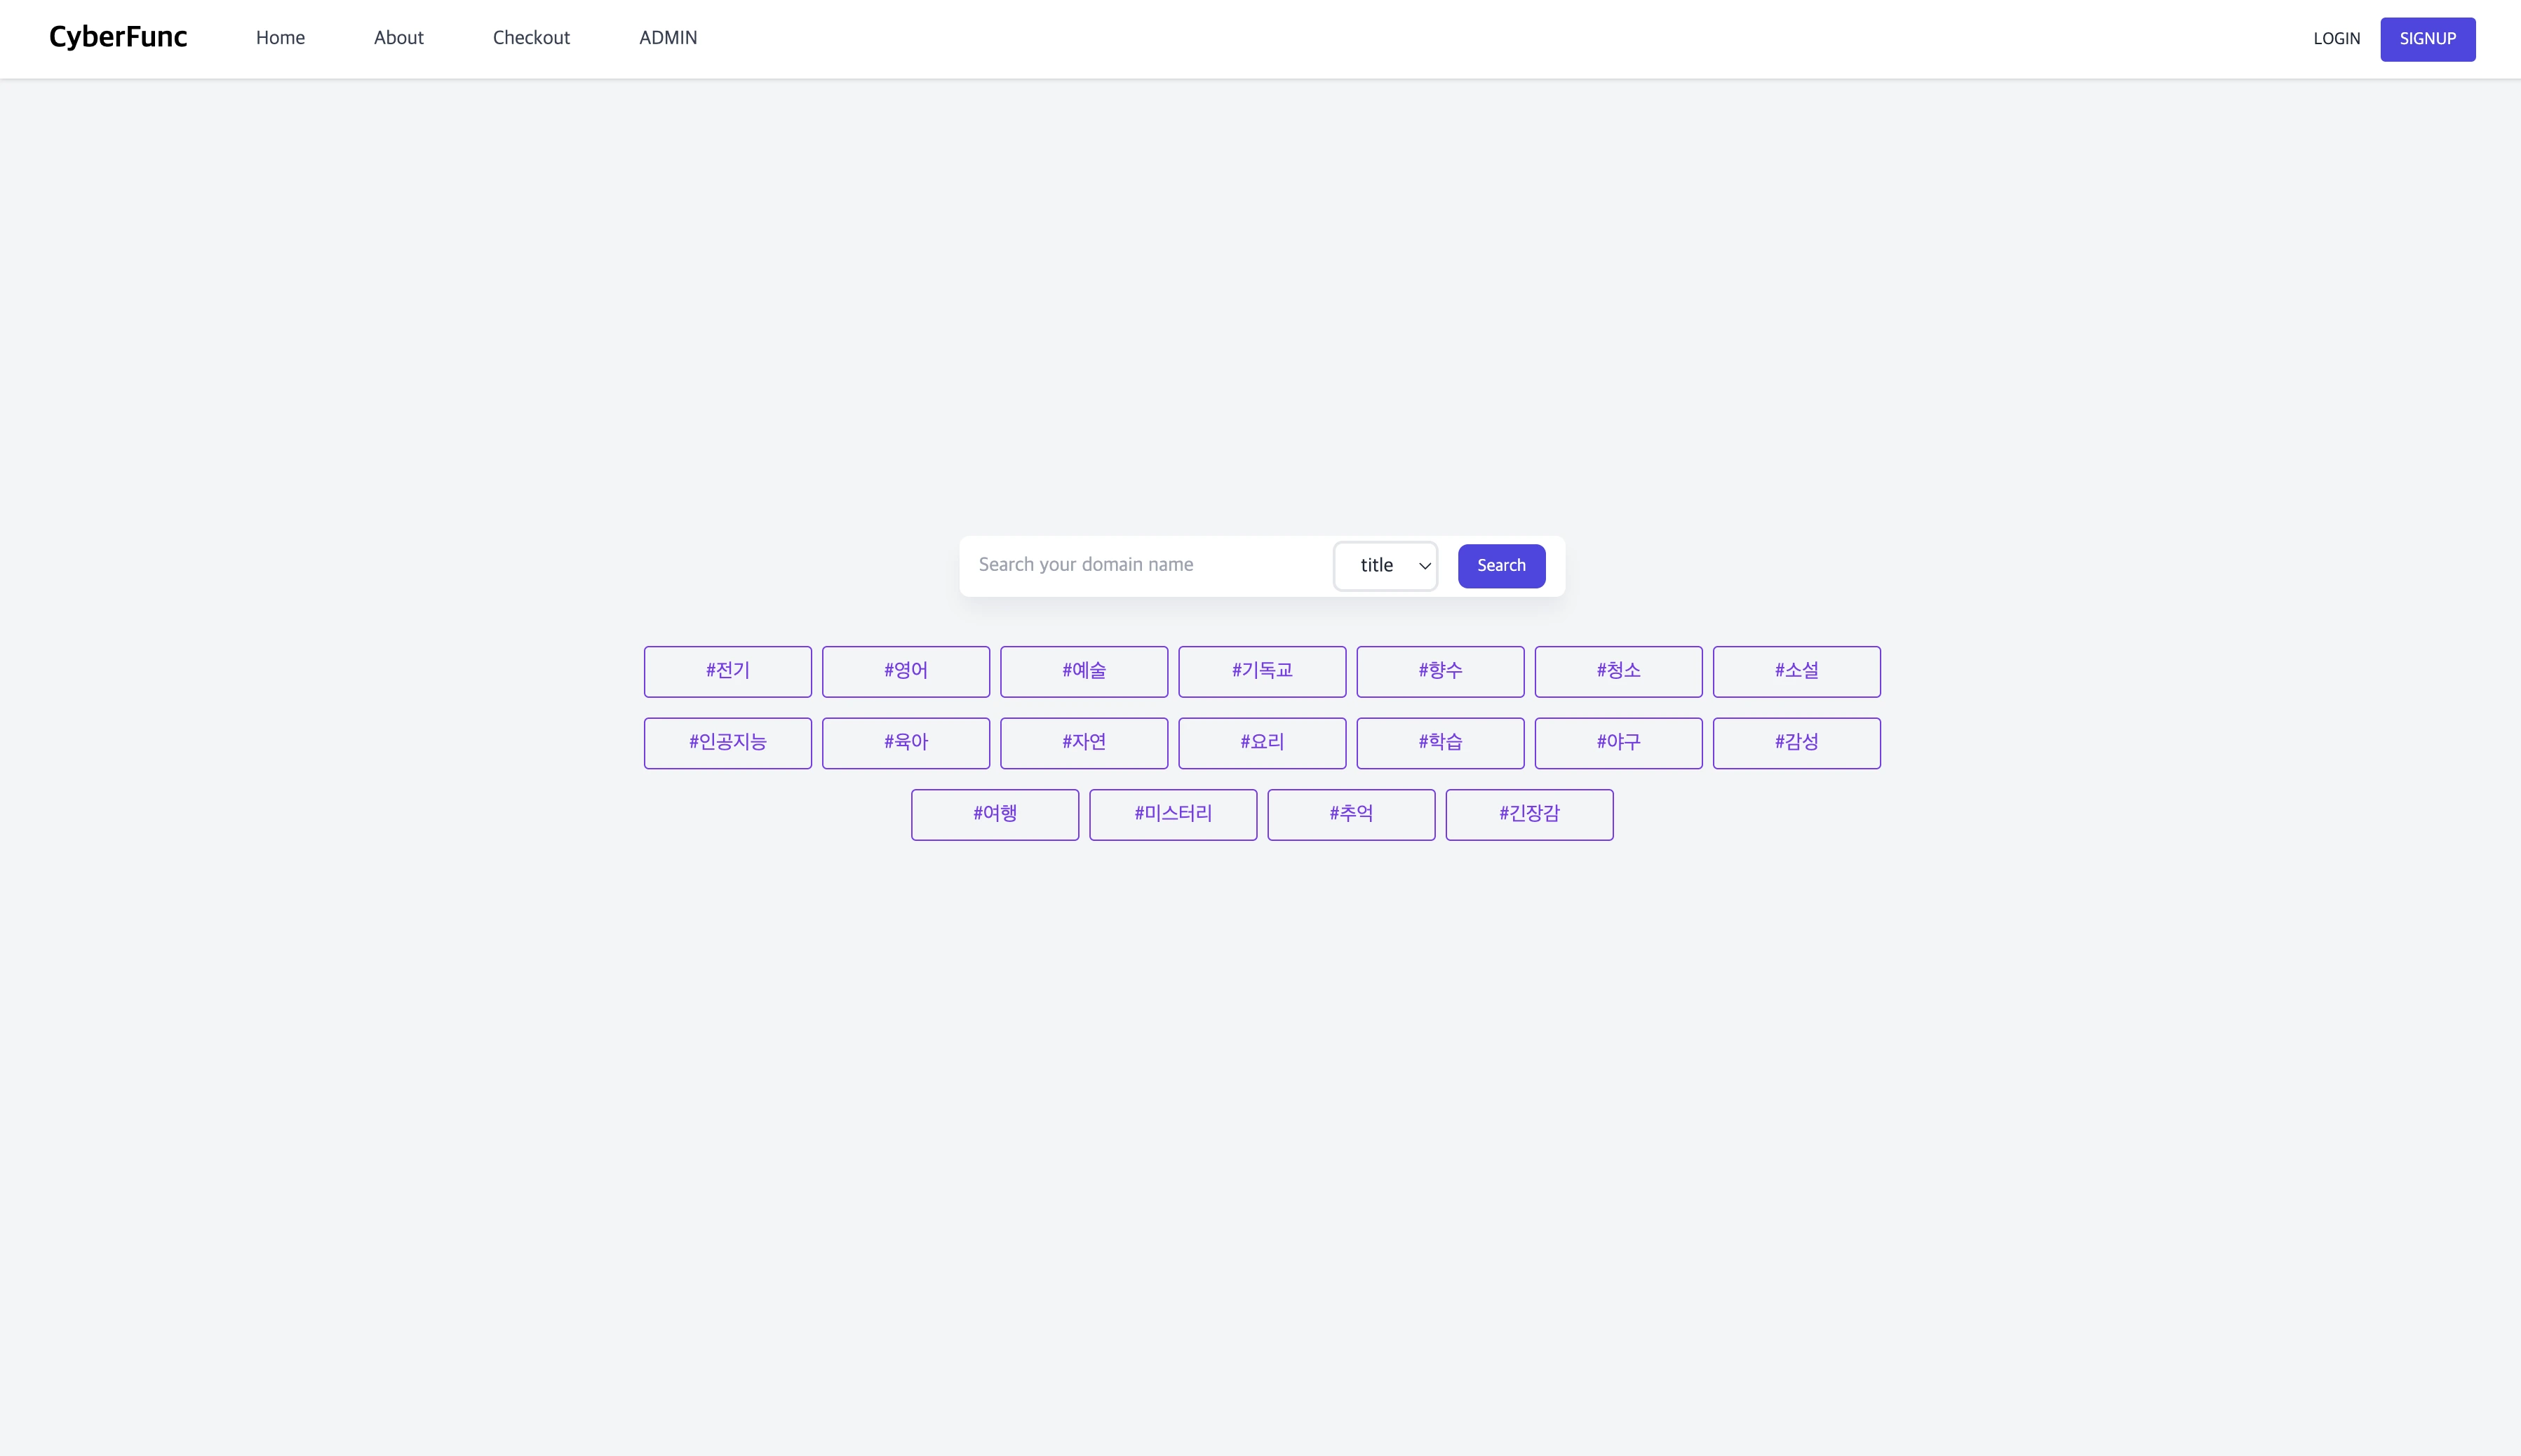 CyberFunc Home About Checkout ADMIN LOGIN SIGNUP
Search your domain name title Search
#전기 #영어 #예술 #기독교 #향수 #청소 #소설
#인공지능 #육아 #자연 #요리 #학습 #야구 #감성
#여행 #미스터리 #추억 #긴장감